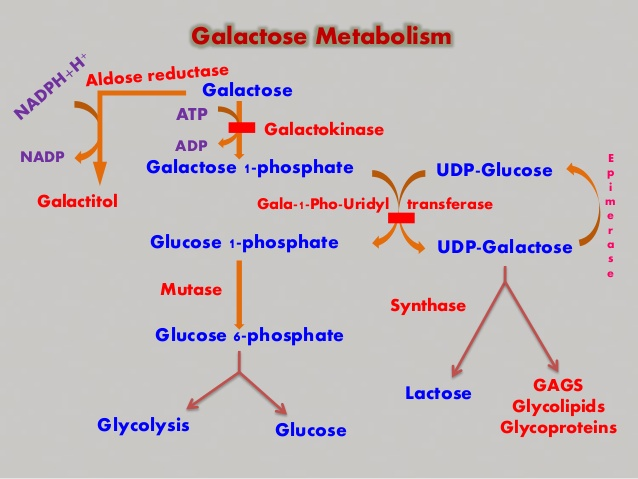 Galactose Metabolism
NADPH+H+
Aldose reductase
Galactose
ATP
Galactokinase
ADP
NADP
Galactose 1-phosphate
UDP-Glucose
Epimerase
Galactitol
Gala-1-Pho-Uridyl transferase
Glucose 1-phosphate
UDP-Galactose
Mutase
Synthase
Glucose 6-phosphate
Lactose
GAGS
Glycolipids
Glycoproteins
Glycolysis
Glucose